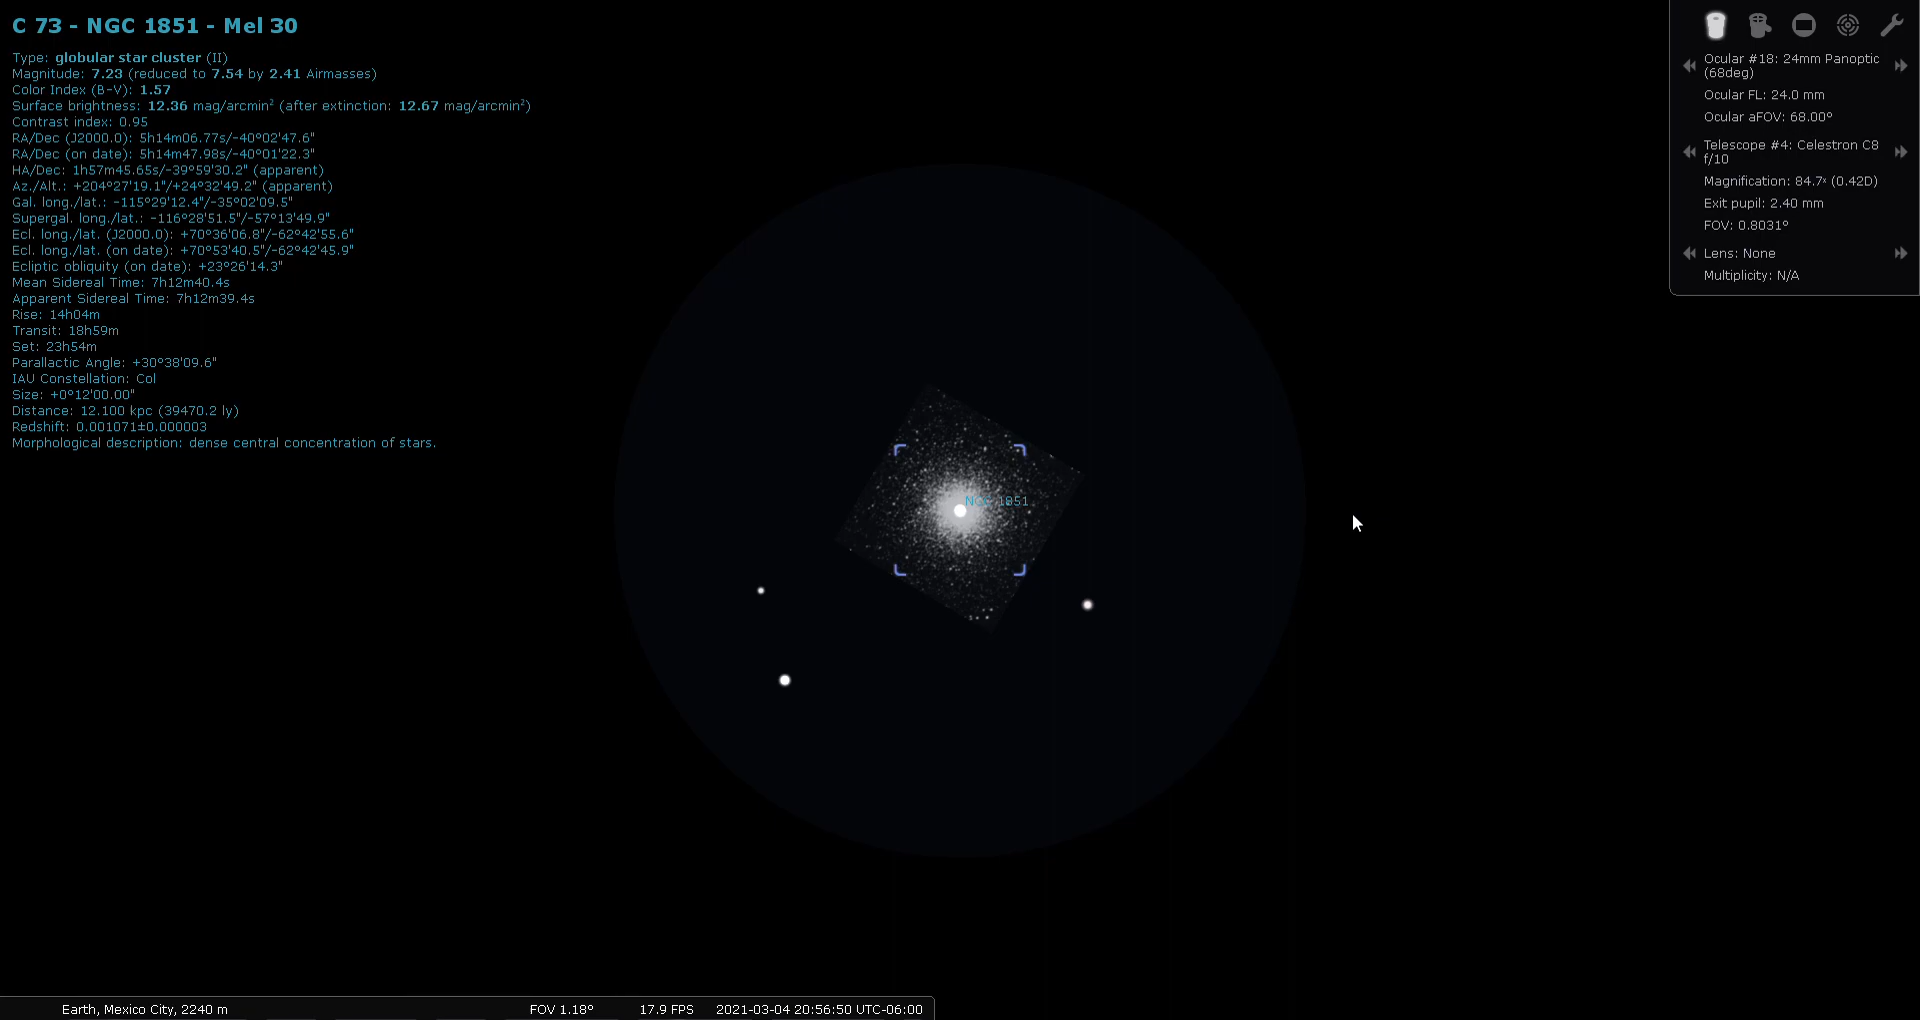 C 73 - NGC 1851 - Mel 30
Type: globular star cluster (II)
Magnitude: 7.23 (reduced to 7.54 by 2.41 Airmasses)
Color Index (B-V): 1.57
Surface brightness: 12.36 mag/arcmin² (after extinction: 12.67 mag/arcmin²)
Contrast index: 0.95
RA/Dec (J2000.0): 5h14m06.77s/-40°02'47.6"
RA/Dec (on date): 5h14m47.98s/-40°01'22.3"
HA/Dec: 1h57m45.65s/-39°59'30.2" (apparent)
Az./Alt.: +204°27'19.1"/+24°32'49.2" (apparent)
Gal. long./lat.: -115°29'12.4"/-35°02'09.5"
Supergal. long./lat.: -116°28'51.5"/-57°13'49.9"
Ecl. long./lat. (J2000.0): +70°36'06.8"/-62°42'55.6"
Ecl. long./lat. (on date): +70°53'40.5"/-62°42'45.9"
Ecliptic obliquity (on date): +23°26'14.3"
Mean Sidereal Time: 7h12m40.4s
Apparent Sidereal Time: 7h12m39.4s
Rise: 14h04m
Transit: 18h59m
Set: 23h54m
Parallactic Angle: +30°38'09.6"
IAU Constellation: Col
Size: +0°12'00.00"
Distance: 12.100 kpc (39470.2 ly)
Redshift: 0.001071±0.000003
Morphological description: dense central concentration of stars.
Ocular #18: 24mm Panoptic
(68deg)
Ocular FL: 24.0 mm
Ocular aFOV: 68.00°
Telescope #4: Celestron C8
f/10
Magnification: 84.7ˣ (0.42D)
Exit pupil: 2.40 mm
FOV: 0.8031°
Lens: None
Multiplicity: N/A
NGC 1851
Earth, Mexico City, 2240 m
FOV 1.18°
17.9 FPS
2021-03-04 20:56:50 UTC-06:00